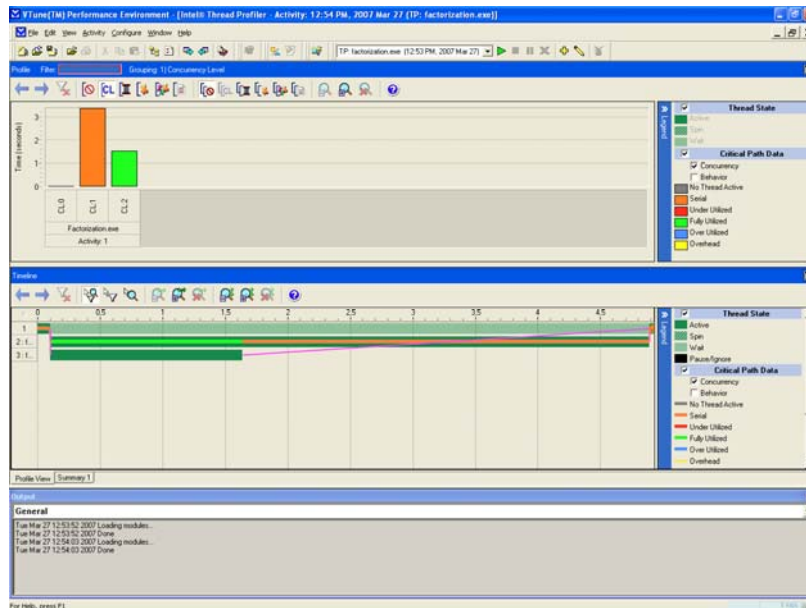 VTune(TM) Performance Environment - [Intel® Thread Profiler - Activity: 12:54 PM, 2007 Mar 27 (TP: factorization.exe)]
File Edit View Activity Configure Window Help
TP: factorization.exe (12:53 PM, 2007 Mar 27)
Profile - Filter: Grouping: 1) Concurrency Level
CL
Time (seconds)
3
2
1
0
CL:0 CL:1 CL:2
Factorization.exe
Activity: 1
Legend
Thread State
Active
Spin
Wait
Critical Path Data
Concurrency
Behavior
No Thread Active
Serial
Under Utilized
Fully Utilized
Over Utilized
Overhead
Timeline
0 0.5 1 1.5 2 2.5 3 3.5 4 4.5
1
2: f...
3: f...
Legend
Thread State
Active
Spin
Wait
Pause/Ignore
Critical Path Data
Concurrency
Behavior
No Thread Active
Serial
Under Utilized
Fully Utilized
Over Utilized
Overhead
Profile View Summary 1
Output
General
Tue Mar 27 12:53:52 2007 Loading modules...
Tue Mar 27 12:53:52 2007 Done
Tue Mar 27 12:54:03 2007 Loading modules...
Tue Mar 27 12:54:03 2007 Done
For Help, press F1